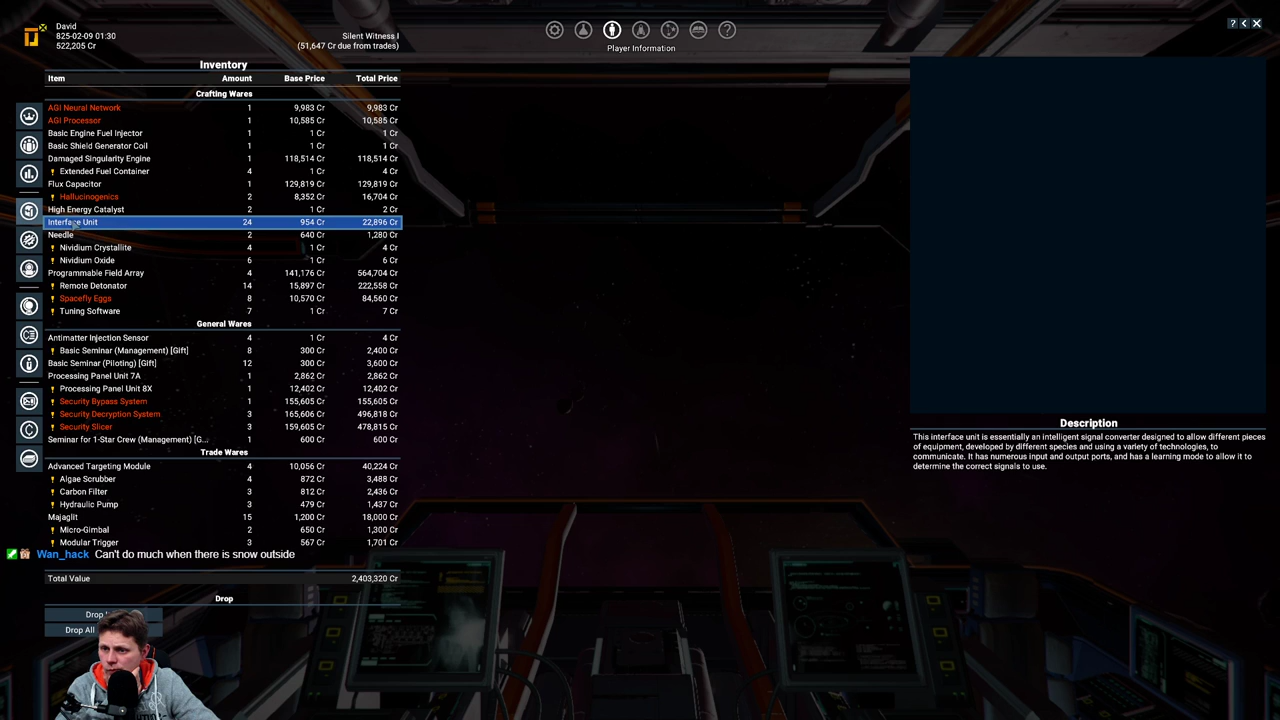 David
825-02-09 01:30
522,205 Cr
Silent Witness I
(51,647 Cr due from trades)
Player Information
? < X
Inventory
Item Amount Base Price Total Price
Crafting Wares
AGI Neural Network 1 9,983 Cr 9,983 Cr
AGI Processor 1 10,585 Cr 10,585 Cr
Basic Engine Fuel Injector 1 1 Cr 1 Cr
Basic Shield Generator Coil 1 1 Cr 1 Cr
Damaged Singularity Engine 1 118,514 Cr 118,514 Cr
Extended Fuel Container 4 1 Cr 4 Cr
Flux Capacitor 1 129,819 Cr 129,819 Cr
Hallucinogenics 2 8,352 Cr 16,704 Cr
High Energy Catalyst 2 1 Cr 2 Cr
Interface Unit 24 954 Cr 22,896 Cr
Needle 2 640 Cr 1,280 Cr
Nividium Crystallite 4 1 Cr 4 Cr
Nividium Oxide 6 1 Cr 6 Cr
Programmable Field Array 4 141,176 Cr 564,704 Cr
Remote Detonator 14 15,897 Cr 222,558 Cr
Spacefly Eggs 8 10,570 Cr 84,560 Cr
Tuning Software 7 1 Cr 7 Cr
General Wares
Antimatter Injection Sensor 4 1 Cr 4 Cr
Basic Seminar (Management) [Gift] 8 300 Cr 2,400 Cr
Basic Seminar (Piloting) [Gift] 12 300 Cr 3,600 Cr
Processing Panel Unit 7A 1 2,862 Cr 2,862 Cr
Processing Panel Unit 8X 1 12,402 Cr 12,402 Cr
Security Bypass System 1 155,605 Cr 155,605 Cr
Security Decryption System 3 165,606 Cr 496,818 Cr
Security Slicer 3 159,605 Cr 478,815 Cr
Seminar for 1-Star Crew (Management) [G... 1 600 Cr 600 Cr
Trade Wares
Advanced Targeting Module 4 10,056 Cr 40,224 Cr
Algae Scrubber 4 872 Cr 3,488 Cr
Carbon Filter 3 812 Cr 2,436 Cr
Hydraulic Pump 3 479 Cr 1,437 Cr
Majaglit 15 1,200 Cr 18,000 Cr
Micro-Gimbal 2 650 Cr 1,300 Cr
Modular Trigger 3 567 Cr 1,701 Cr
Wan_hack Can't do much when there is snow outside
Total Value 2,403,320 Cr
Drop
Drop
Drop All
Description
This interface unit is essentially an intelligent signal converter designed to allow different pieces
of equipment, developed by different species and using a variety of technologies, to
communicate. It has numerous input and output ports, and has a learning mode to allow it to
determine the correct signals to use.